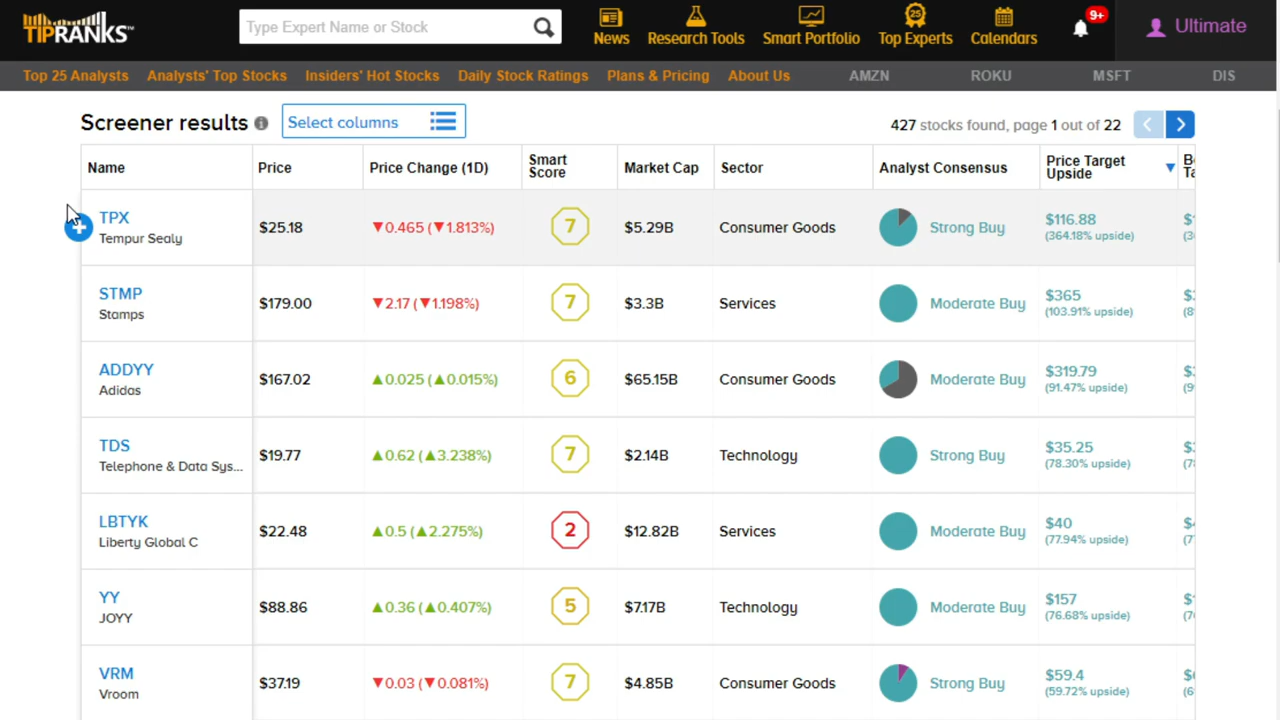 TIPRANKS
Type Expert Name or Stock
News
Research Tools
Smart Portfolio
25
Top Experts
Calendars
9+
Ultimate
Top 25 Analysts
Analysts' Top Stocks
Insiders' Hot Stocks
Daily Stock Ratings
Plans & Pricing
About Us
AMZN
ROKU
MSFT
DIS
Screener results
Select columns
427 stocks found, page 1 out of 22
Name
Price
Price Change (1D)
Smart
Score
Market Cap
Sector
Analyst Consensus
Price Target
Upside
TPX
Tempur Sealy
$25.18
▼0.465 (▼1.813%)
7
$5.29B
Consumer Goods
Strong Buy
$116.88
(364.18% upside)
STMP
Stamps
$179.00
▼2.17 (▼1.198%)
7
$3.3B
Services
Moderate Buy
$365
(103.91% upside)
ADDYY
Adidas
$167.02
▲0.025 (▲0.015%)
6
$65.15B
Consumer Goods
Moderate Buy
$319.79
(91.47% upside)
TDS
Telephone & Data Sys...
$19.77
▲0.62 (▲3.238%)
7
$2.14B
Technology
Strong Buy
$35.25
(78.30% upside)
LBTYK
Liberty Global C
$22.48
▲0.5 (▲2.275%)
2
$12.82B
Services
Moderate Buy
$40
(77.94% upside)
YY
JOYY
$88.86
▲0.36 (▲0.407%)
5
$7.17B
Technology
Moderate Buy
$157
(76.68% upside)
VRM
Vroom
$37.19
▼0.03 (▼0.081%)
7
$4.85B
Consumer Goods
Strong Buy
$59.4
(59.72% upside)